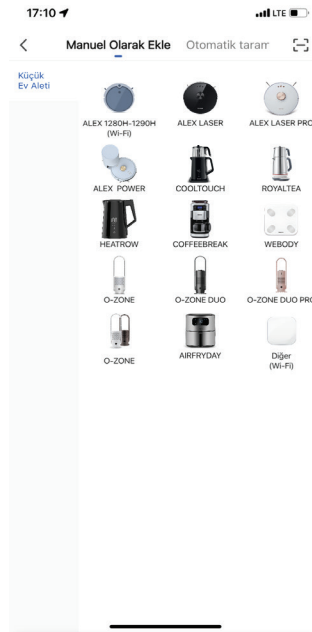 17:10
LTE
Manuel Olarak Ekle
Otomatik taram
Küçük
Ev Aleti
ALEX 1280H-1290H
(Wi-Fi)
ALEX LASER
ALEX LASER PRO
ALEX POWER
COOLTOUCH
ROYALTEA
HEATROW
COFFEEBREAK
WEBODY
O-ZONE
O-ZONE DUO
O-ZONE DUO PRO
O-ZONE
AIRFRYDAY
Diğer
(Wi-Fi)